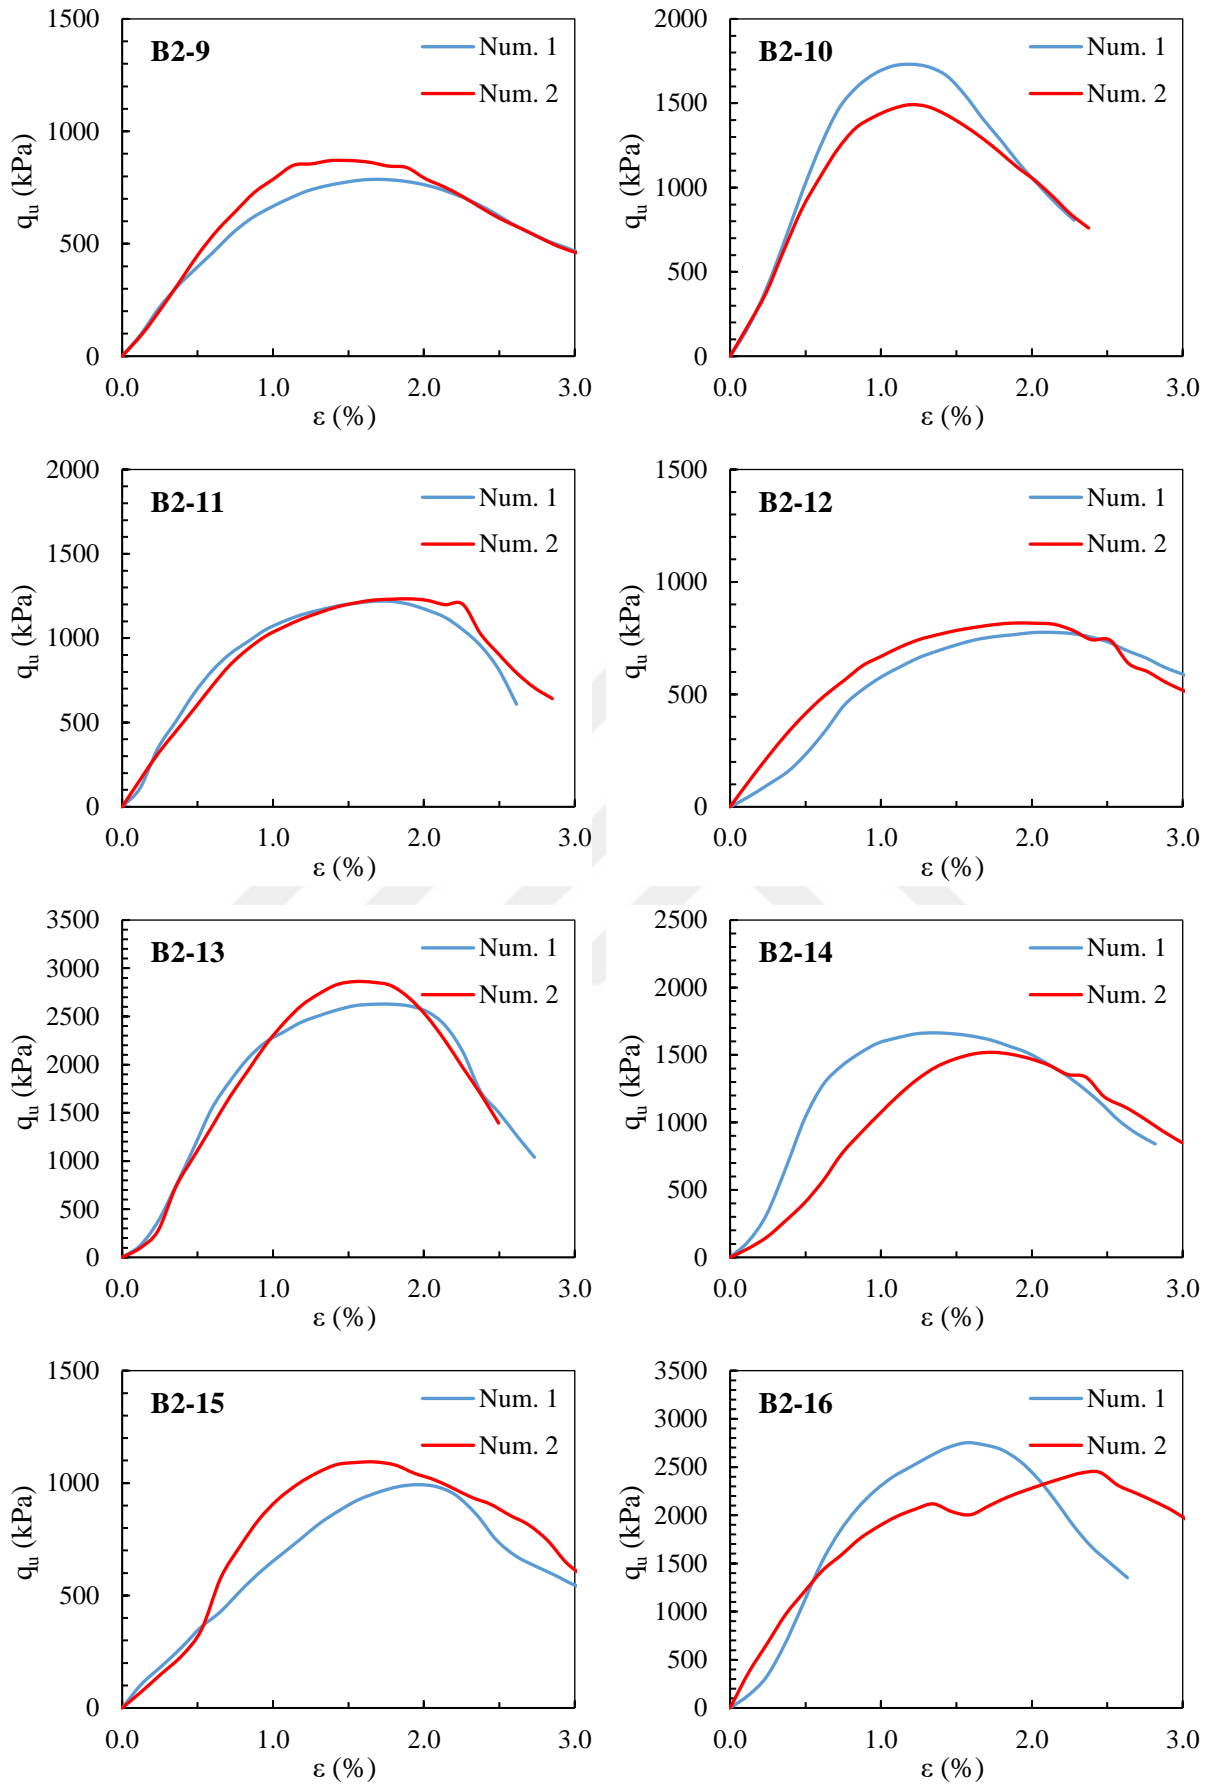 B2-9
Num. 1
Num. 2
1500
1000
500
0
qu (kPa)
0.0 1.0 2.0 3.0
ε (%)
B2-10
Num. 1
Num. 2
2000
1500
1000
500
0
qu (kPa)
0.0 1.0 2.0 3.0
ε (%)
B2-11
Num. 1
Num. 2
2000
1500
1000
500
0
qu (kPa)
0.0 1.0 2.0 3.0
ε (%)
B2-12
Num. 1
Num. 2
1500
1000
500
0
qu (kPa)
0.0 1.0 2.0 3.0
ε (%)
B2-13
Num. 1
Num. 2
3500
3000
2500
2000
1500
1000
500
0
qu (kPa)
0.0 1.0 2.0 3.0
ε (%)
B2-14
Num. 1
Num. 2
2500
2000
1500
1000
500
0
qu (kPa)
0.0 1.0 2.0 3.0
ε (%)
B2-15
Num. 1
Num. 2
1500
1000
500
0
qu (kPa)
0.0 1.0 2.0 3.0
ε (%)
B2-16
Num. 1
Num. 2
3500
3000
2500
2000
1500
1000
500
0
qu (kPa)
0.0 1.0 2.0 3.0
ε (%)